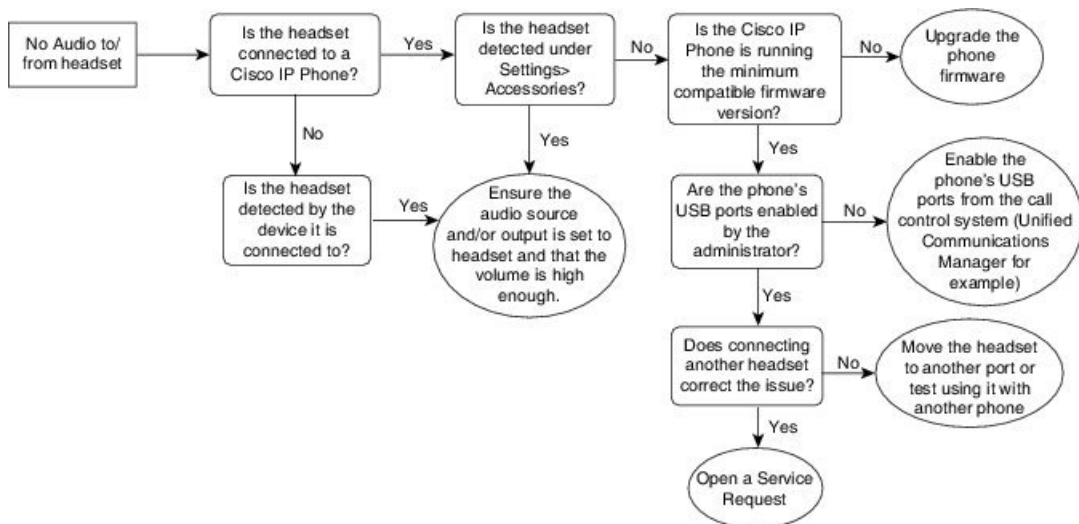 No Audio to/
from headset
Is the headset
connected to a
Cisco IP Phone?
Yes
Is the headset
detected under
Settings>
Accessories?
No
Is the Cisco IP
Phone is running
the minimum
compatible firmware
version?
No
Upgrade the
phone
firmware
No
Yes
Yes
Is the headset
detected by the
device it is
connected to?
Yes
Ensure the
audio source
and/or output is set to
headset and that the
volume is high
enough.
Are the phone's
USB ports enabled
by the
administrator?
No
Enable the
phone's USB
ports from the call
control system (Unified
Communications
Manager for
example)
Yes
Does connecting
another headset
correct the issue?
No
Move the headset
to another port or
test using it with
another phone
Yes
Open a Service
Request